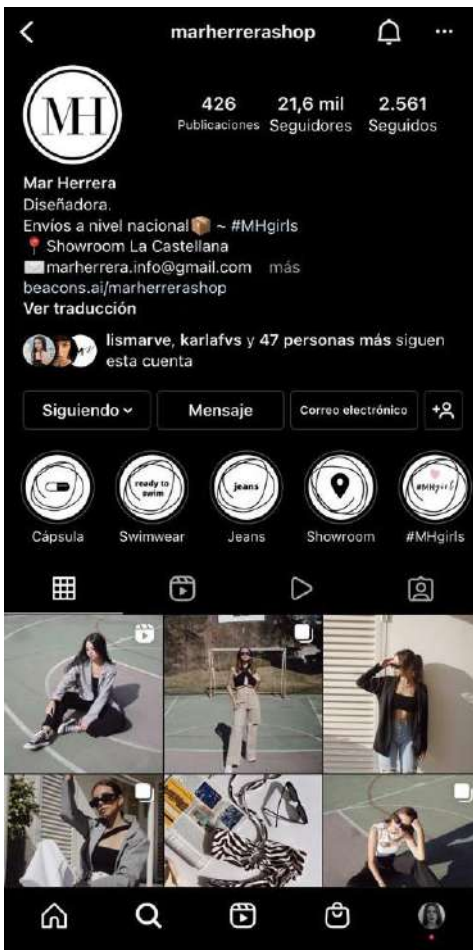 marherrerashop
MH
426 21,6 mil 2.561
Publicaciones Seguidores Seguidos
Mar Herrera
Diseñadora.
Envíos a nivel nacional📦 ~ #MHgirls
📍 Showroom La Castellana
✉️marherrera.info@gmail.com más
beacons.ai/marherrerashop
Ver traducción
lismarve, karlafvs y 47 personas más siguen
esta cuenta
Siguiendo Mensaje Correo electrónico
ready to
swim
jeans
#MHgirls
Cápsula Swimwear Jeans Showroom #MHgirls